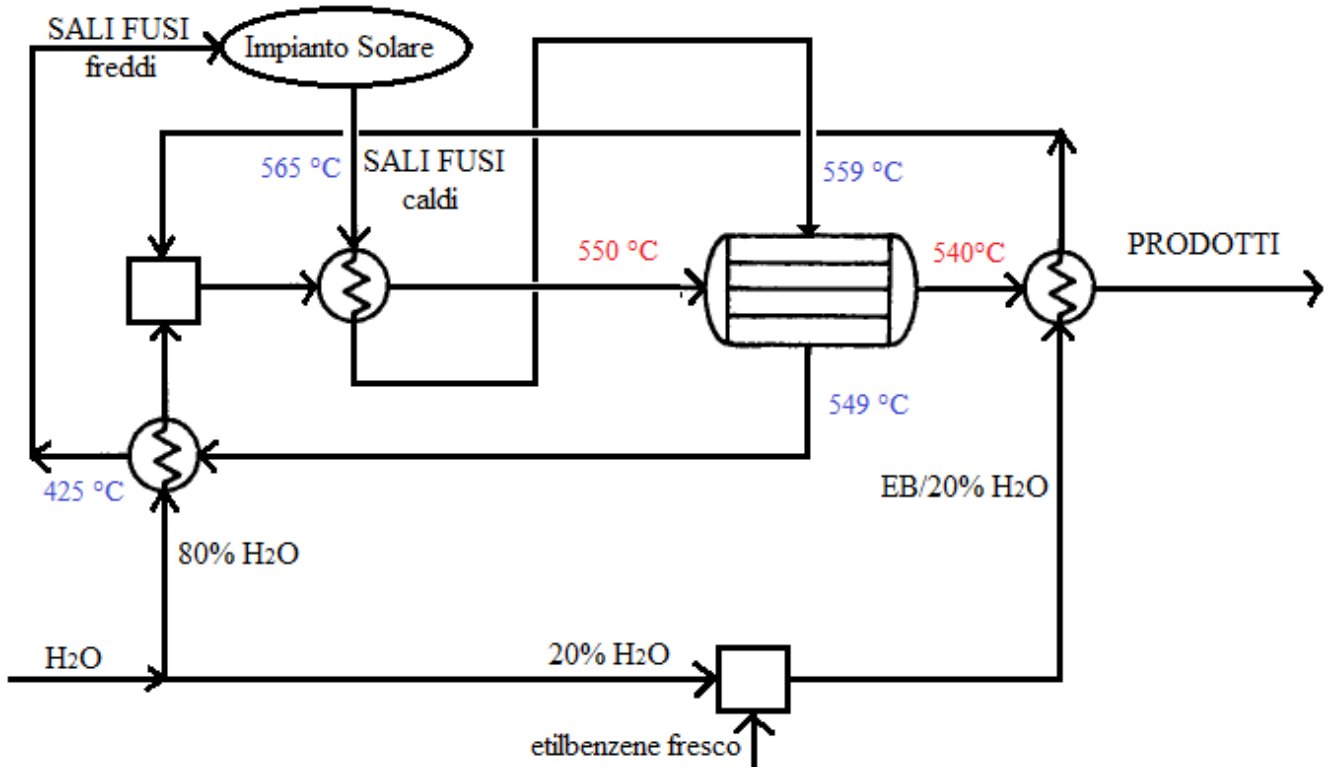 SALI FUSI
freddi
Impianto Solare
565 °C
SALI FUSI
caldi
559 °C
550 °C
540°C
PRODOTTI
549 °C
425 °C
EB/20% H2O
80% H2O
H2O
20% H2O
etilbenzene fresco